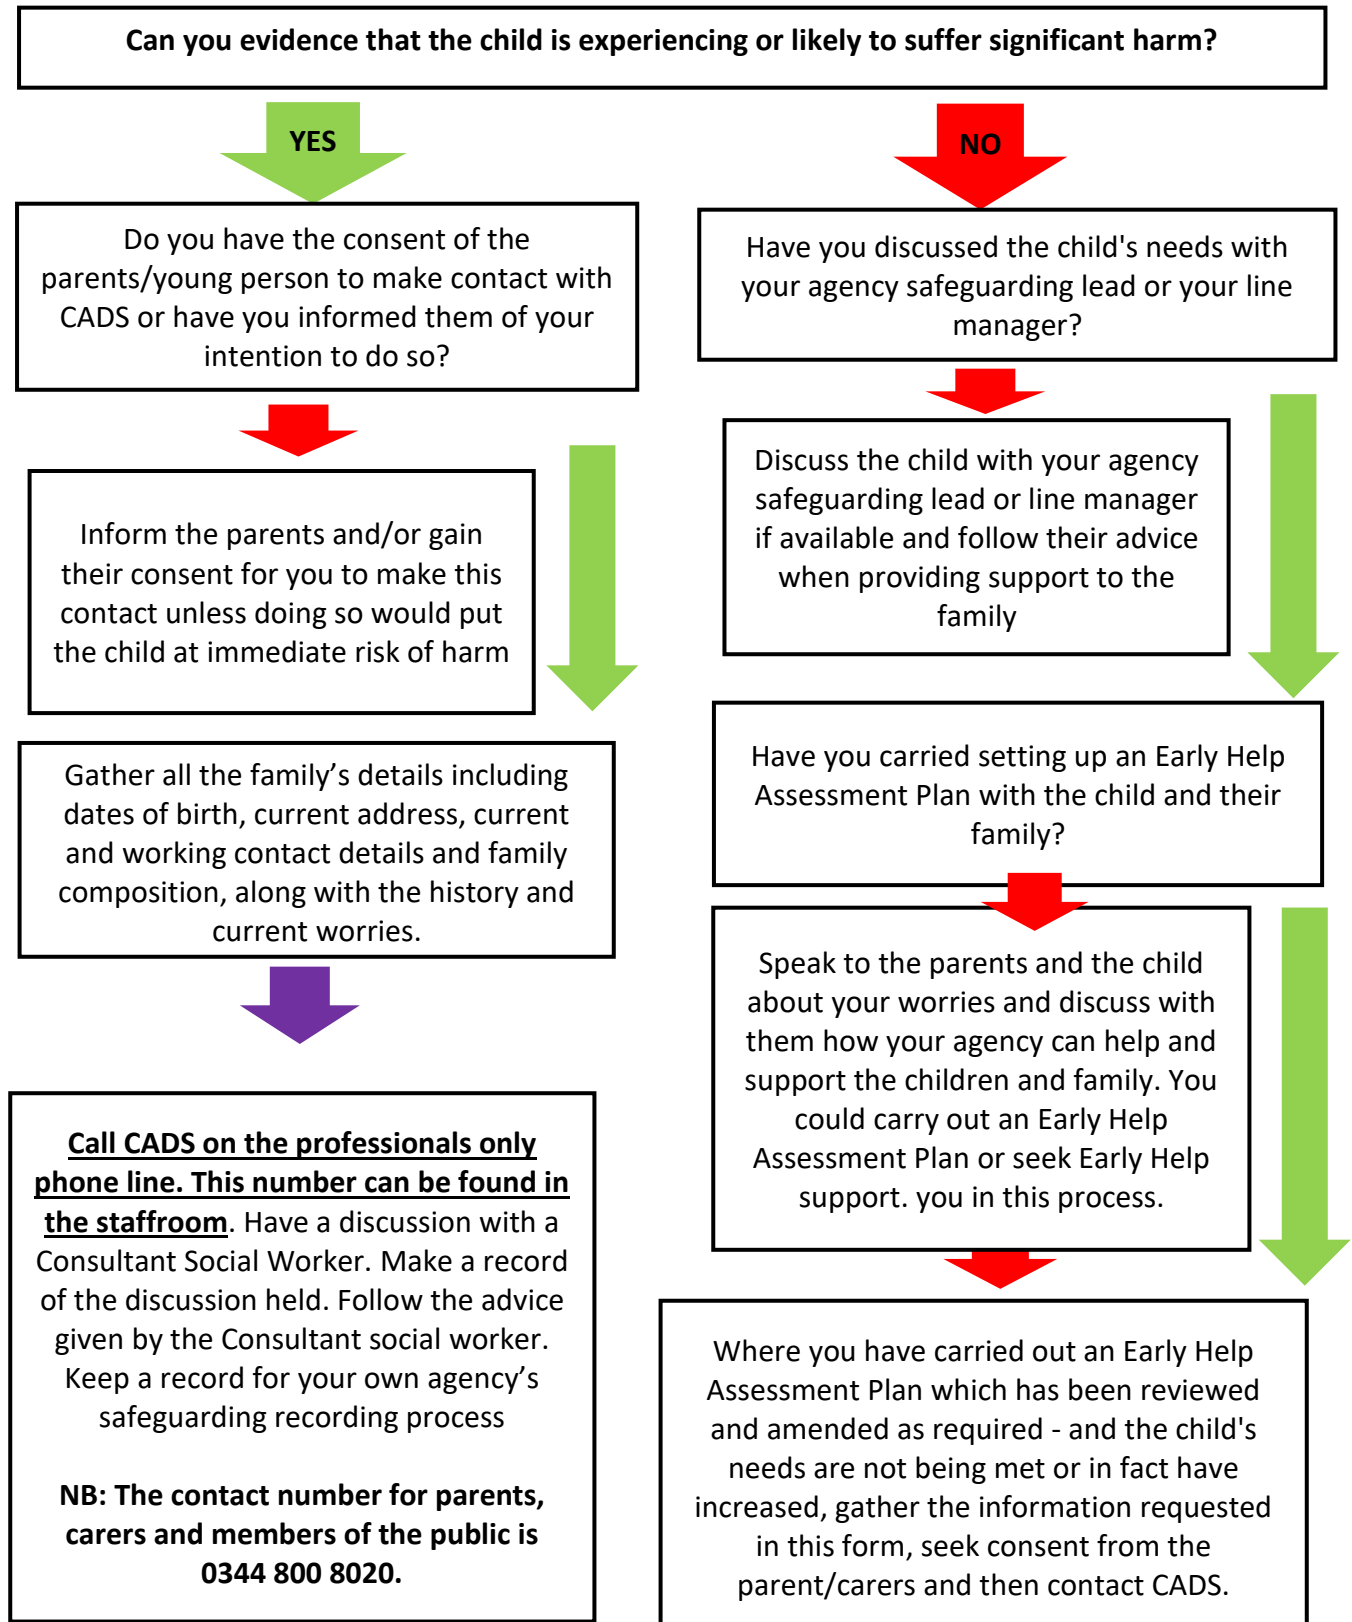 Can you evidence that the child is experiencing or likely to suffer significant harm?
YES
NO
Do you have the consent of the
parents/young person to make contact with
CADS or have you informed them of your
intention to do so?
Have you discussed the child's needs with
your agency safeguarding lead or your line
manager?
Inform the parents and/or gain
their consent for you to make this
contact unless doing so would put
the child at immediate risk of harm
Discuss the child with your agency
safeguarding lead or line manager
if available and follow their advice
when providing support to the
family
Gather all the family’s details including
dates of birth, current address, current
and working contact details and family
composition, along with the history and
current worries.
Have you carried setting up an Early Help
Assessment Plan with the child and their
family?
Speak to the parents and the child
about your worries and discuss with
them how your agency can help and
support the children and family. You
could carry out an Early Help
Assessment Plan or seek Early Help
support. you in this process.
Call CADS on the professionals only
phone line. This number can be found in
the staffroom. Have a discussion with a
Consultant Social Worker. Make a record
of the discussion held. Follow the advice
given by the Consultant social worker.
Keep a record for your own agency’s
safeguarding recording process
NB: The contact number for parents,
carers and members of the public is
0344 800 8020.
Where you have carried out an Early Help
Assessment Plan which has been reviewed
and amended as required - and the child's
needs are not being met or in fact have
increased, gather the information requested
in this form, seek consent from the
parent/carers and then contact CADS.